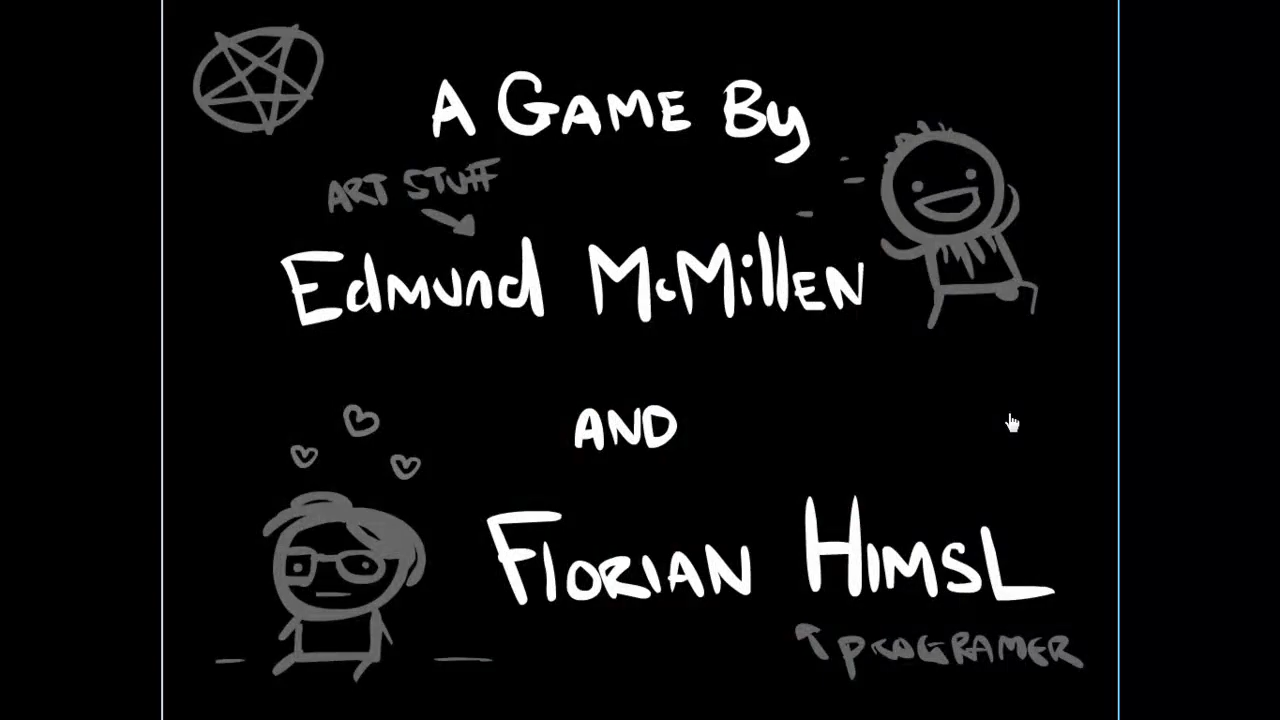 A GAME By
ART STUFF
Edmund McMillen
AND
FLORIAN HIMSL
PROGRAMER